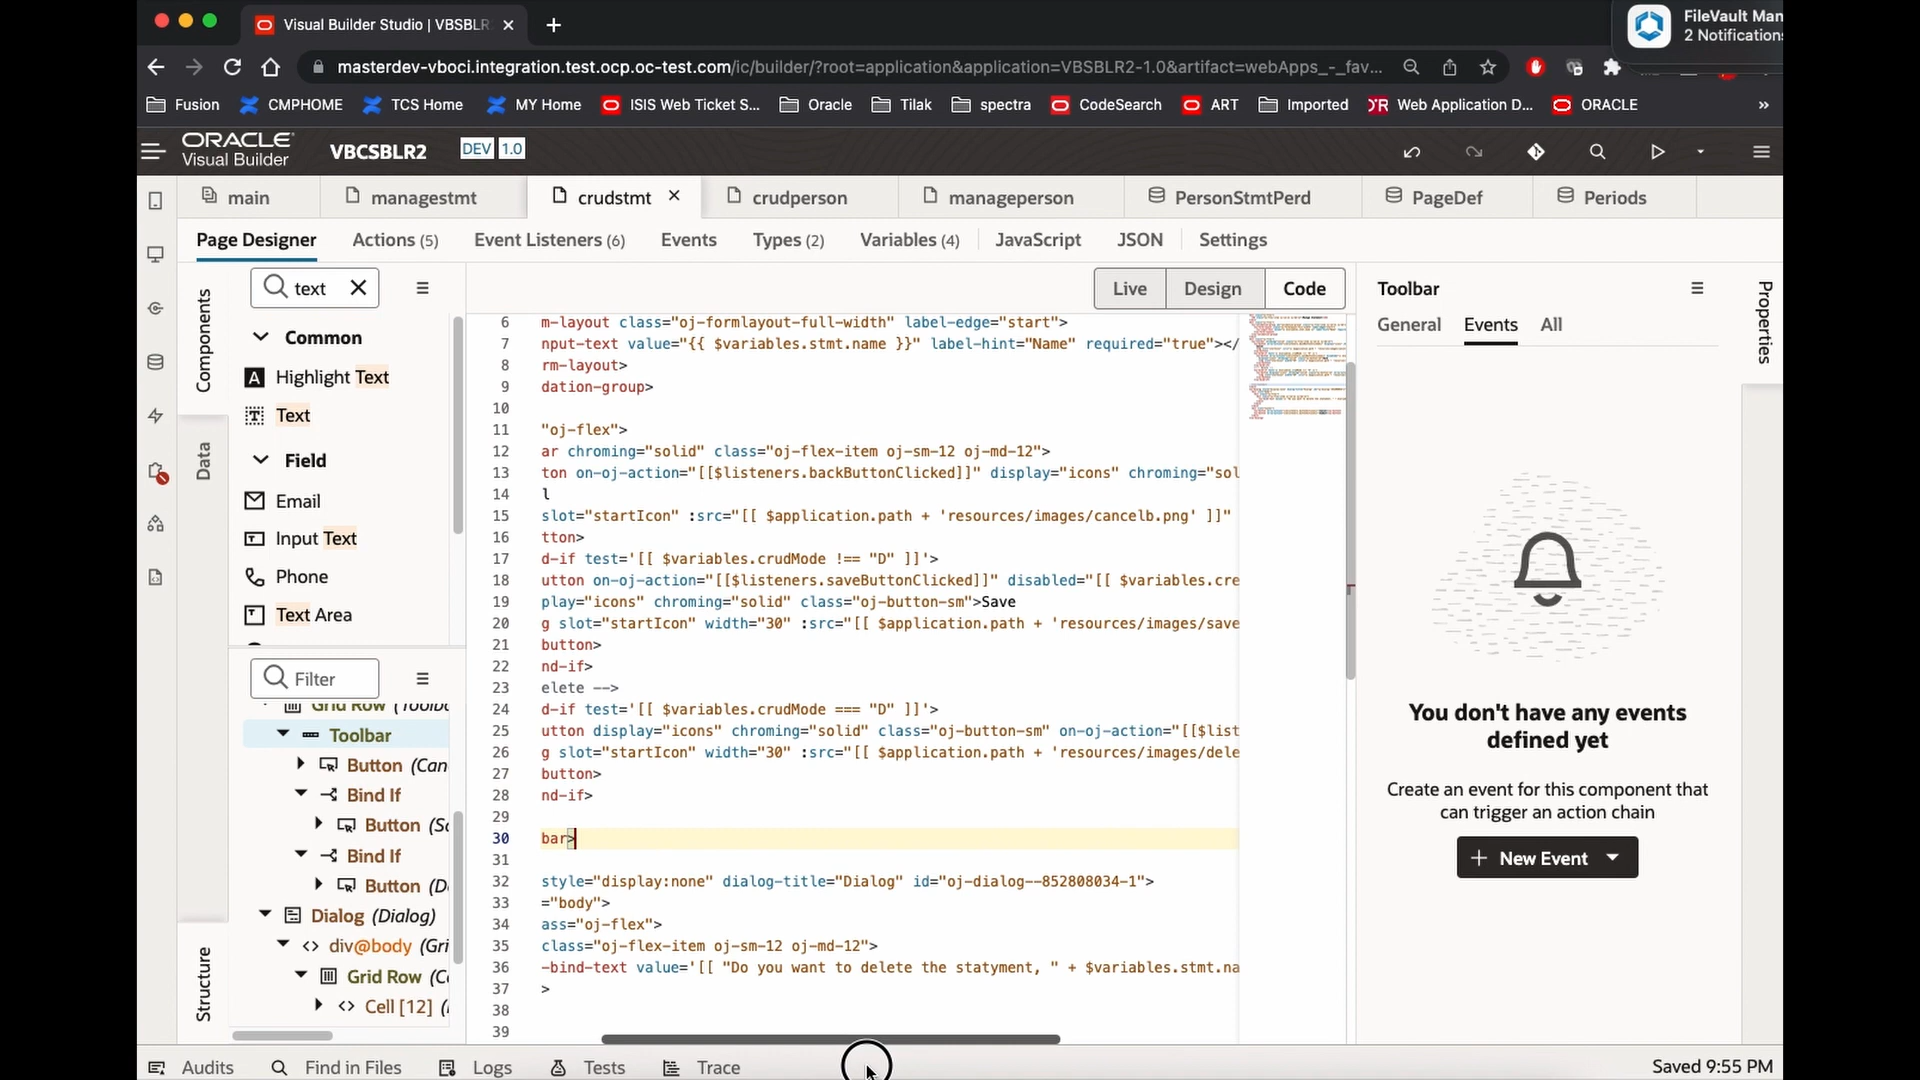 Visual Builder Studio | VBSBLR
FileVault Man
2 Notifications
masterdev-vboci.integration.test.ocp.oc-test.com/ic/builder/?root=application&application=VBSBLR2-1.0&artifact=webApps_-_fav...
Fusion CMPHOME TCS Home MY Home ISIS Web Ticket S... Oracle Tilak spectra CodeSearch ART Imported Web Application D... ORACLE »
ORACLE
Visual Builder
VBCSBLR2 DEV 1.0
main managestmt crudstmt crudperson manageperson PersonStmtPerd PageDef Periods
Page Designer Actions (5) Event Listeners (6) Events Types (2) Variables (4) JavaScript JSON Settings
Components
Data
Structure
text
Common
Highlight Text
Text
Field
Email
Input Text
Phone
Text Area
Filter
Grid Row (Toolba
Toolbar
Button (Can
Bind If
Button (Sa
Bind If
Button (D
Dialog (Dialog)
div@body (Gri
Grid Row (Co
Cell [12] (
Live Design Code
6 m-layout class="oj-formlayout-full-width" label-edge="start">
7 nput-text value="{{ $variables.stmt.name }}" label-hint="Name" required="true"></
8 rm-layout>
9 dation-group>
10
11 "oj-flex">
12 ar chroming="solid" class="oj-flex-item oj-sm-12 oj-md-12">
13 ton on-oj-action="[[$listeners.backButtonClicked]]" display="icons" chroming="sol
14 l
15 slot="startIcon" :src="[[ $application.path + 'resources/images/cancelb.png' ]]"
16 tton>
17 d-if test='[[ $variables.crudMode !== "D" ]]'>
18 utton on-oj-action="[[$listeners.saveButtonClicked]]" disabled="[[ $variables.cre
19 play="icons" chroming="solid" class="oj-button-sm">Save
20 g slot="startIcon" width="30" :src="[[ $application.path + 'resources/images/save
21 button>
22 nd-if>
23 elete -->
24 d-if test='[[ $variables.crudMode === "D" ]]'>
25 utton display="icons" chroming="solid" class="oj-button-sm" on-oj-action="[[$list
26 g slot="startIcon" width="30" :src="[[ $application.path + 'resources/images/dele
27 button>
28 nd-if>
29
30 bar>
31
32 style="display:none" dialog-title="Dialog" id="oj-dialog--852808034-1">
33 ="body">
34 ass="oj-flex">
35 class="oj-flex-item oj-sm-12 oj-md-12">
36 -bind-text value='[[ "Do you want to delete the statyment, " + $variables.stmt.na
37 >
38
39
Toolbar
General Events All
You don't have any events
defined yet
Create an event for this component that
can trigger an action chain
+ New Event
Properties
Audits Find in Files Logs Tests Trace
Saved 9:55 PM